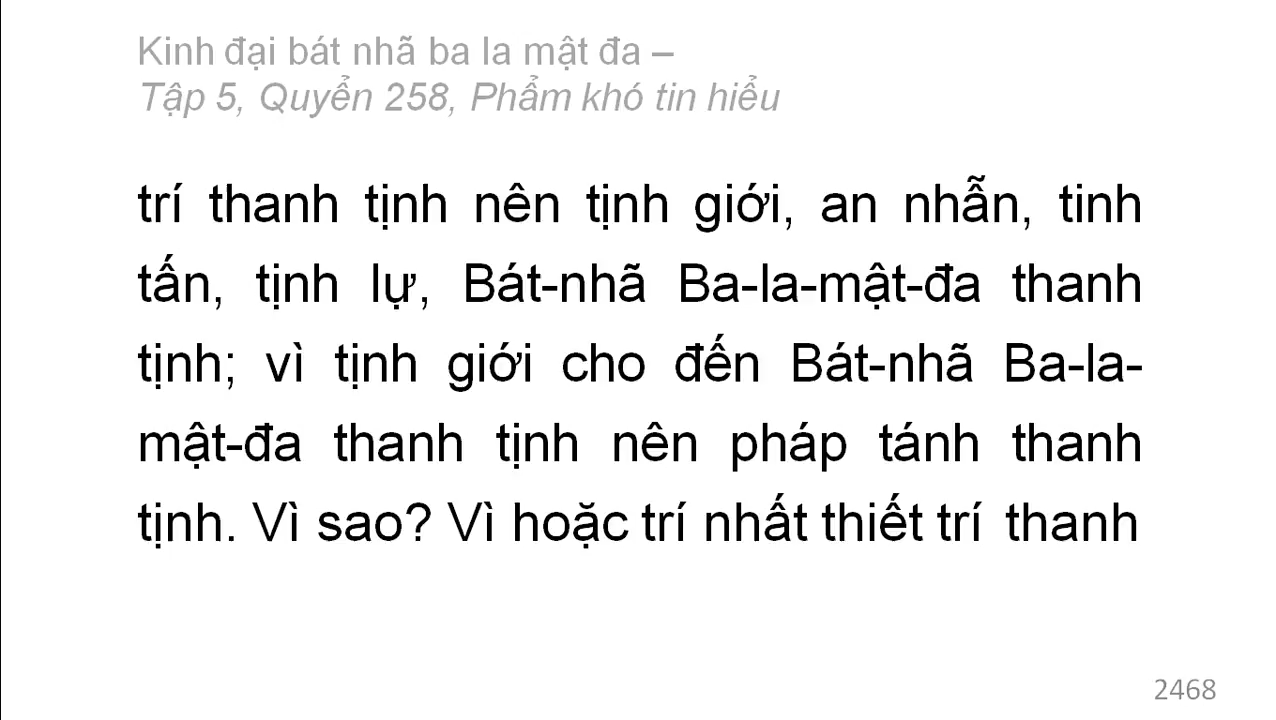 Kinh đại bát nhã ba la mật đa –
Tập 5, Quyển 258, Phẩm khó tin hiểu
trí thanh tịnh nên tịnh giới, an nhẫn, tinh
tấn, tịnh lự, Bát-nhã Ba-la-mật-đa thanh
tịnh; vì tịnh giới cho đến Bát-nhã Ba-la-
mật-đa thanh tịnh nên pháp tánh thanh
tịnh. Vì sao? Vì hoặc trí nhất thiết trí thanh
2468